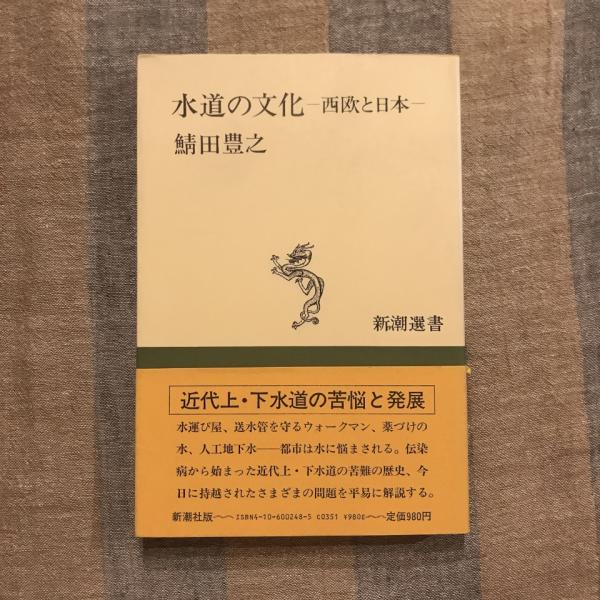 水道の文化－西欧と日本－
鯖田豊之
新潮選書
近代上・下水道の苦悩と発展
水運び屋、送水管を守るウォークマン、薬づけの
水、人工地下水――都市は水に悩まされる。伝染
病から始まった近代上・下水道の苦難の歴史、今
日に持越されたさまざまの問題を平易に解説する。
新潮社版〜〜ISBN4-10-600248-5 C0351 ¥980E〜〜定価980円